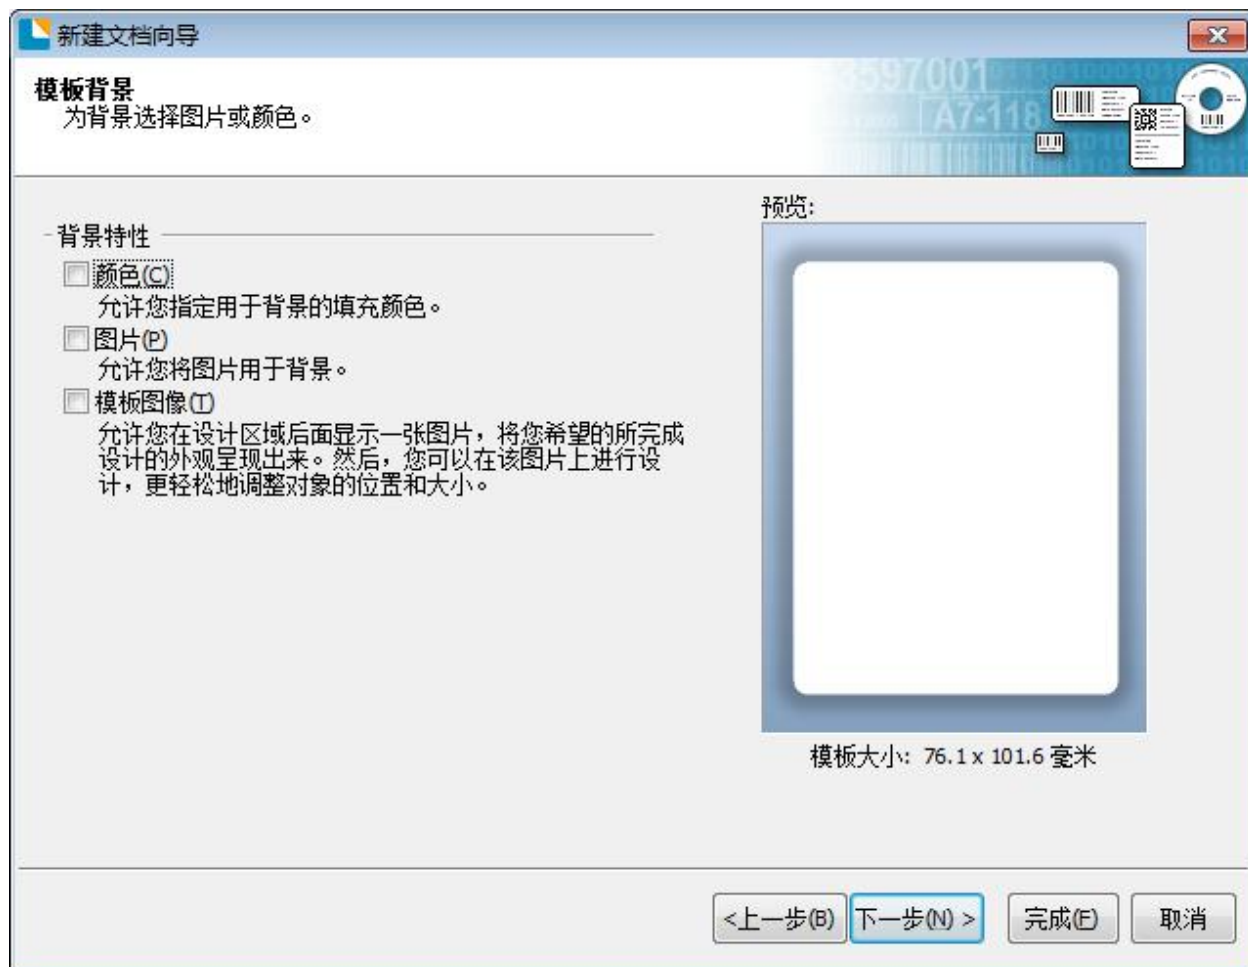 新建文档向导
模板背景
为背景选择图片或颜色。
3597001
A7-118
预览:
背景特性
颜色(C)
允许您指定用于背景的填充颜色。
图片(P)
允许您将图片用于背景。
模板图像(T)
允许您在设计区域后面显示一张图片，将您希望的所完成
设计的外观呈现出来。然后，您可以在该图片上进行设
计，更轻松地调整对象的位置和大小。
模板大小: 76.1 x 101.6 毫米
<上一步(B)
下一步(N) >
完成(F)
取消